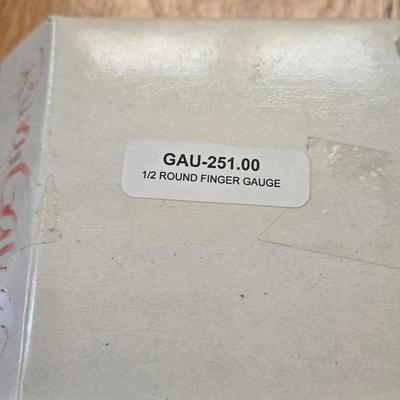 GAU-251.00
1/2 ROUND FINGER GAUGE